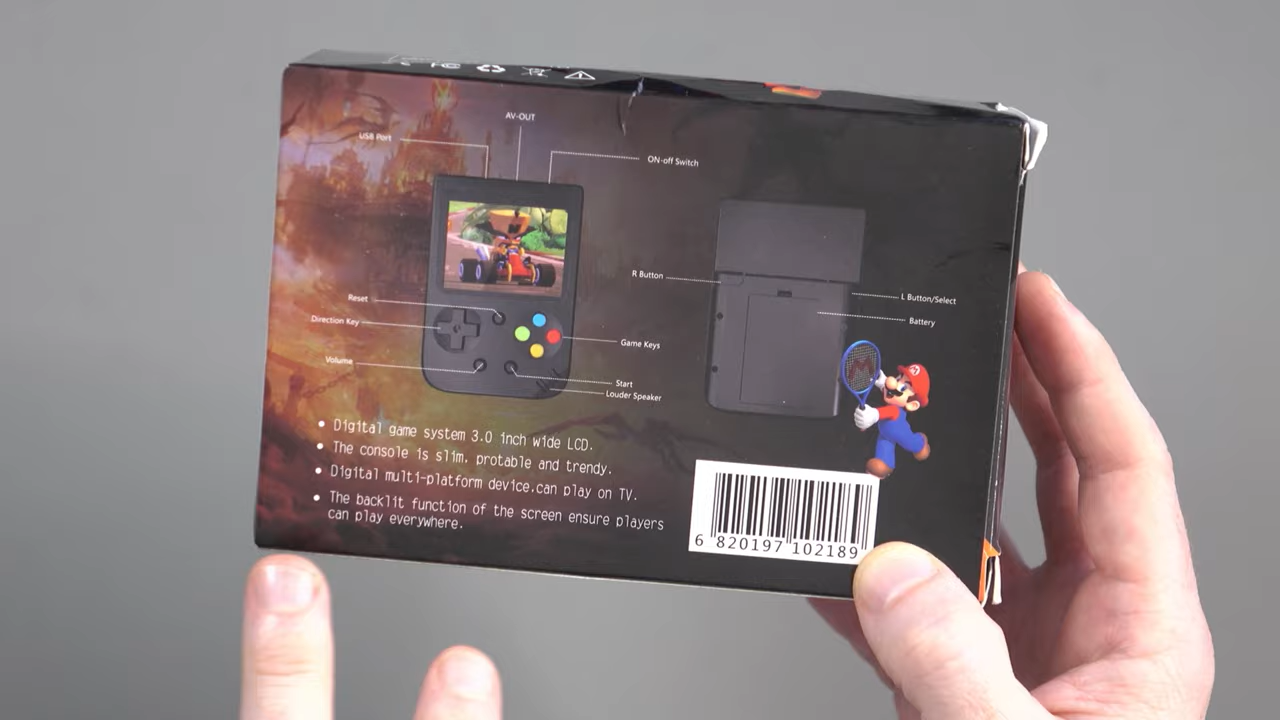 AV-OUT
USB Port
ON-off Switch
R Button
L Button/Select
Reset
Battery
Direction Key
Game Keys
Volume
Start
Louder Speaker
• Digital game system 3.0 inch wide LCD.
• The console is slim, protable and trendy.
• Digital multi-platform device.can play on TV.
• The backlit function of the screen ensure players
can play everywhere.
6 820197 102189